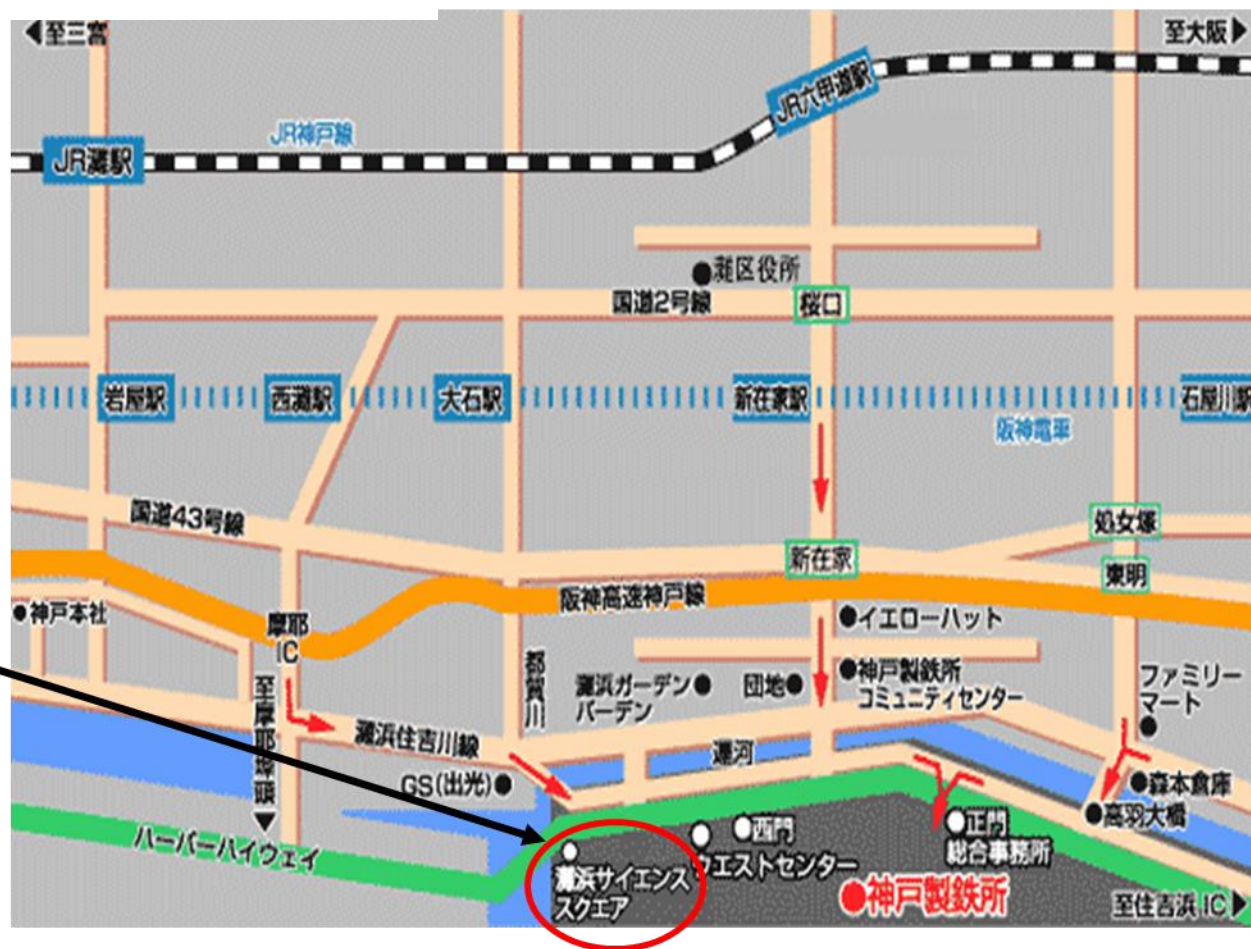 至三宮
至大阪
JR六甲道駅
JR神戸線
JR灘駅
灘区役所
国道2号線
桜口
岩屋駅
西灘駅
大石駅
新在家駅
石屋川駅
阪神電車
国道43号線
処女塚
新在家
東明
阪神高速神戸線
神戸本社
摩耶
IC
イエローハット
都賀川
灘浜ガーデン
バーデン
団地
神戸製鉄所
コミュニティセンター
ファミリー
マート
至摩耶埠頭
灘浜住吉川線
運河
GS(出光)
森本倉庫
高羽大橋
ハーバーハイウェイ
西門
ウエストセンター
正門
総合事務所
灘浜サイエンス
スクエア
神戸製鉄所
至住吉浜IC